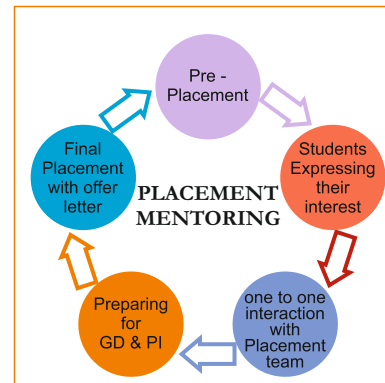 Pre -
Placement
Students
Expressing
their
interest
one to one
interaction
with
Placement
team
Preparing
for
GD & PI
Final
Placement
with offer
letter
PLACEMENT
MENTORING